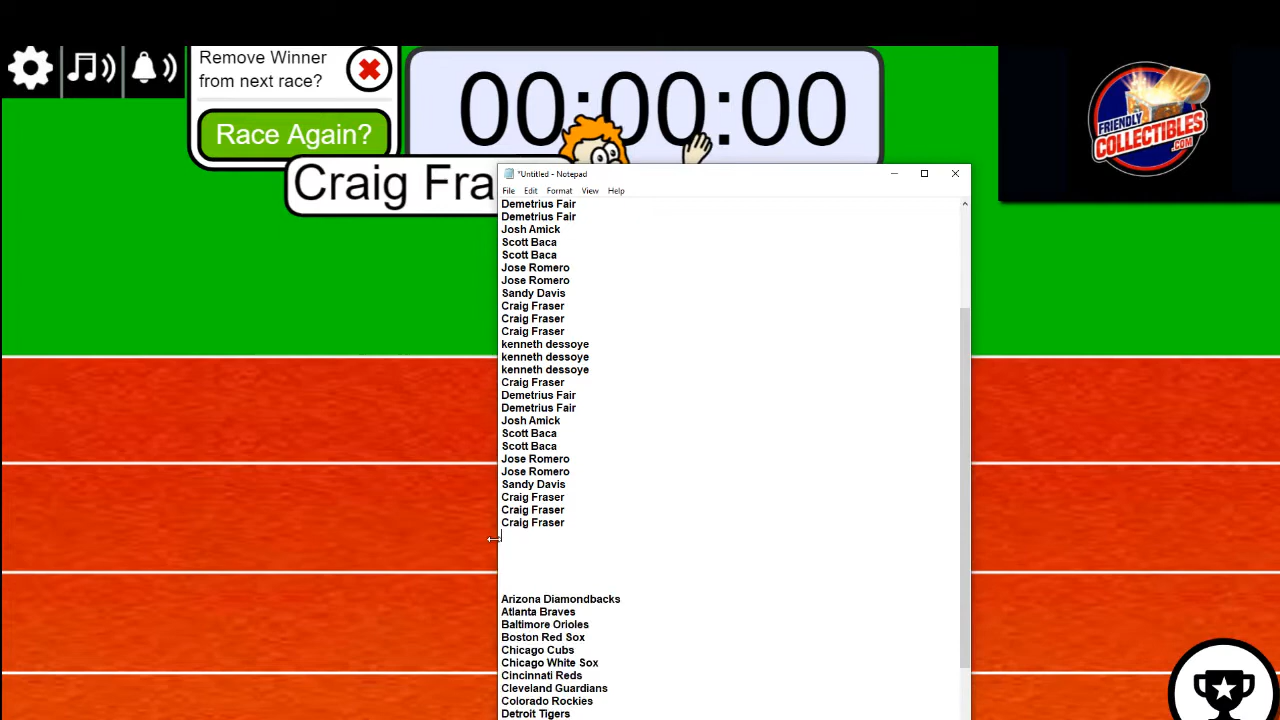 Remove Winner
from next race?
Race Again?
00:00:00
FRIENDLY
COLLECTIBLES
.COM
Craig Fra
*Untitled - Notepad
File Edit Format View Help
Demetrius Fair
Demetrius Fair
Josh Amick
Scott Baca
Scott Baca
Jose Romero
Jose Romero
Sandy Davis
Craig Fraser
Craig Fraser
Craig Fraser
kenneth dessoye
kenneth dessoye
kenneth dessoye
Craig Fraser
Demetrius Fair
Demetrius Fair
Josh Amick
Scott Baca
Scott Baca
Jose Romero
Jose Romero
Sandy Davis
Craig Fraser
Craig Fraser
Craig Fraser
Arizona Diamondbacks
Atlanta Braves
Baltimore Orioles
Boston Red Sox
Chicago Cubs
Chicago White Sox
Cincinnati Reds
Cleveland Guardians
Colorado Rockies
Detroit Tigers